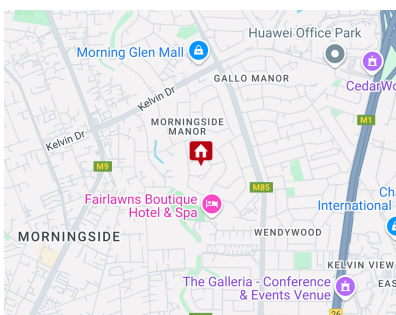 Huawei Office Park
Morning Glen Mall
GALLO MANOR
CedarWo
Kelvin Dr
MORNINGSIDE
MANOR
M1
Kelvin Dr
M9
M85
Fairlawns Boutique
Hotel & Spa
Ch
International
MORNINGSIDE
WENDYWOOD
KELVIN VIEW
The Galleria - Conference
& Events Venue
EAS
26